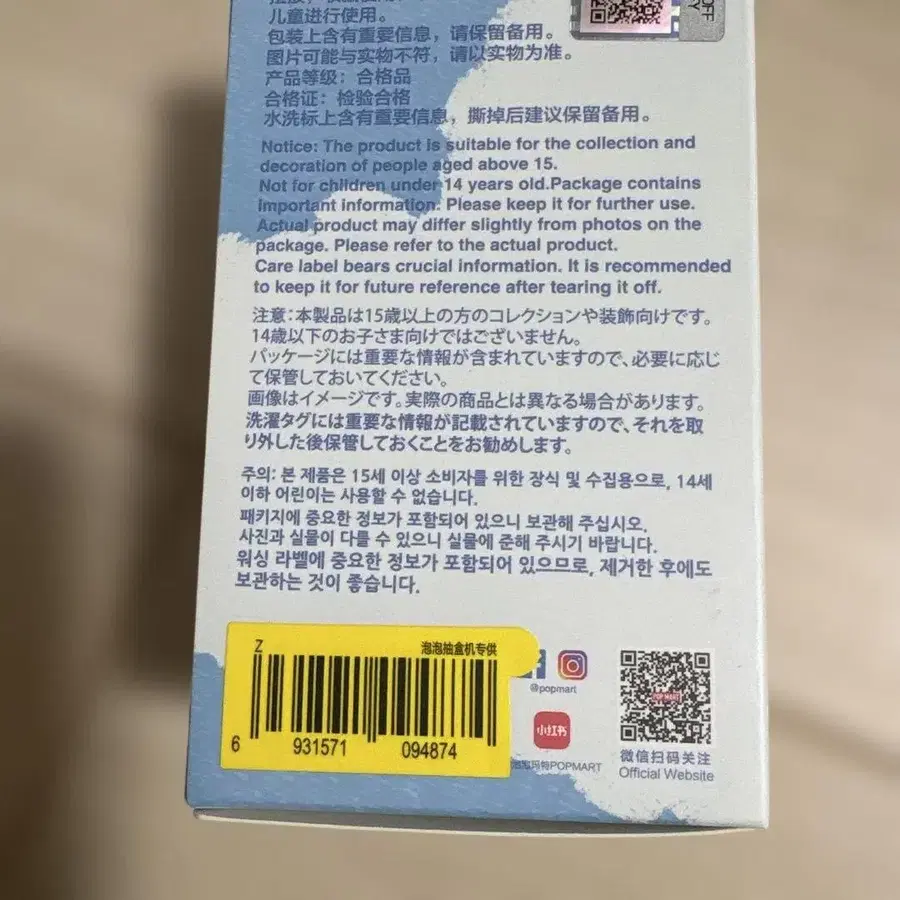 儿童进行使用。
包装上含有重要信息，请保留备用。
图片可能与实物不符，请以实物为准。
产品等级：合格品
合格证：检验合格
水洗标上含有重要信息，撕掉后建议保留备用。
OFF
Notice: The product is suitable for the collection and
decoration of people aged above 15.
Not for children under 14 years old.Package contains
important information. Please keep it for further use.
Actual product may differ slightly from photos on the
package. Please refer to the actual product.
Care label bears crucial information. It is recommended
to keep it for future reference after tearing it off.
注意：本製品は15歳以上の方のコレクションや装飾向けです。
14歳以下のお子さま向けではございません。
パッケージには重要な情報が含まれていますので、必要に応じ
て保管しておいてください。
画像はイメージです。実際の商品とは異なる場合があります。
洗濯タグには重要な情報が記載されていますので、それを取
り外した後保管しておくことをお勧めします。
주의: 본 제품은 15세 이상 소비자를 위한 장식 및 수집용으로, 14세
이하 어린이는 사용할 수 없습니다.
패키지에 중요한 정보가 포함되어 있으니 보관해 주십시오.
사진과 실물이 다를 수 있으니 실물에 준해 주시기 바랍니다.
워싱 라벨에 중요한 정보가 포함되어 있으므로, 제거한 후에도
보관하는 것이 좋습니다.
Z
泡泡抽盒机专供
6 931571 094874
@popmart
小红书
泡泡玛特POPMART
POP MART
微信扫码关注
Official Website